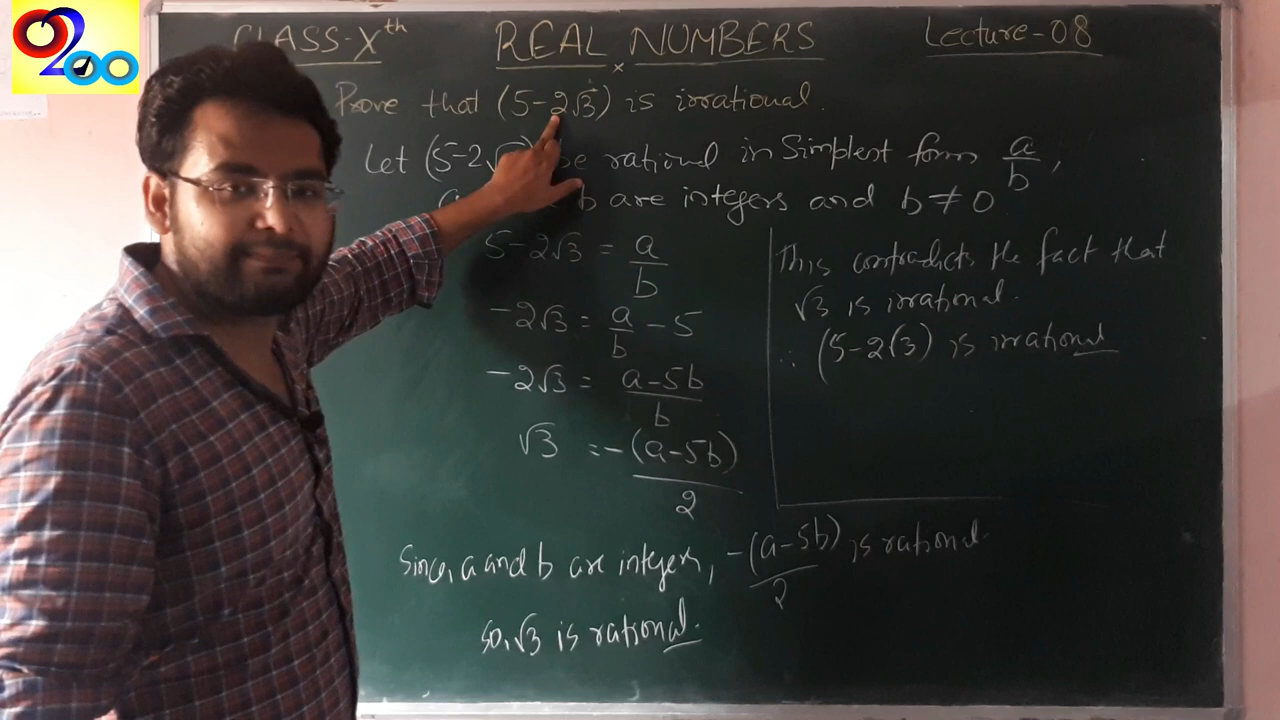 0200
CLASS-Xth
REAL NUMBERS
Lecture-08
×
Prove that (5-2√3) is irrational.
Let (5-2√ ) be rational in Simplest form a/b,
b are integers and b ≠ 0
5-2√3 = a/b
-2√3 = a/b - 5
-2√3 = a-5b/b
√3 = -(a-5b)/2
This contradicts the fact that
√3 is irrational.
∴ (5-2√3) is irrational
Since, a and b are integers, -(a-5b)/2 is rational.
so, √3 is rational.